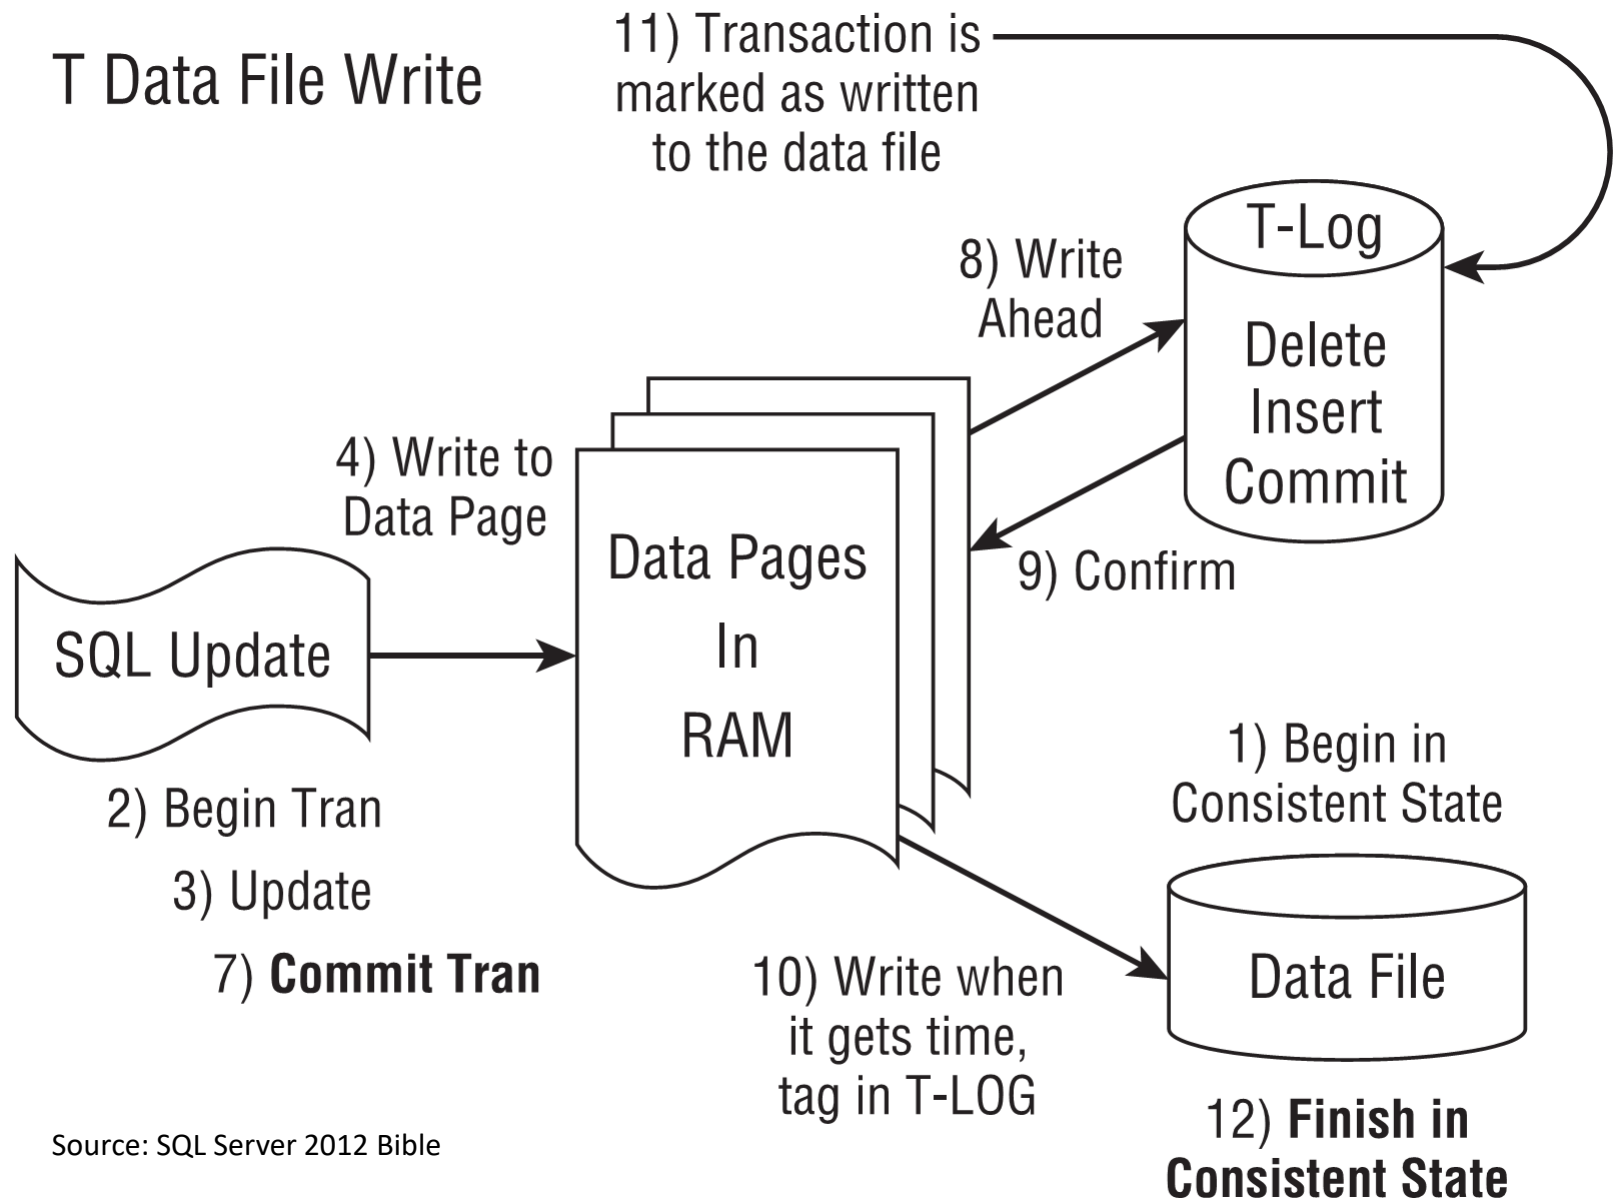 T Data File Write
11) Transaction is
marked as written
to the data file
T-Log
8) Write
Ahead
Delete
Insert
Commit
4) Write to
Data Page
Data Pages
In
RAM
9) Confirm
SQL Update
1) Begin in
Consistent State
2) Begin Tran
3) Update
7) Commit Tran
10) Write when
it gets time,
tag in T-LOG
Data File
12) Finish in
Consistent State
Source: SQL Server 2012 Bible